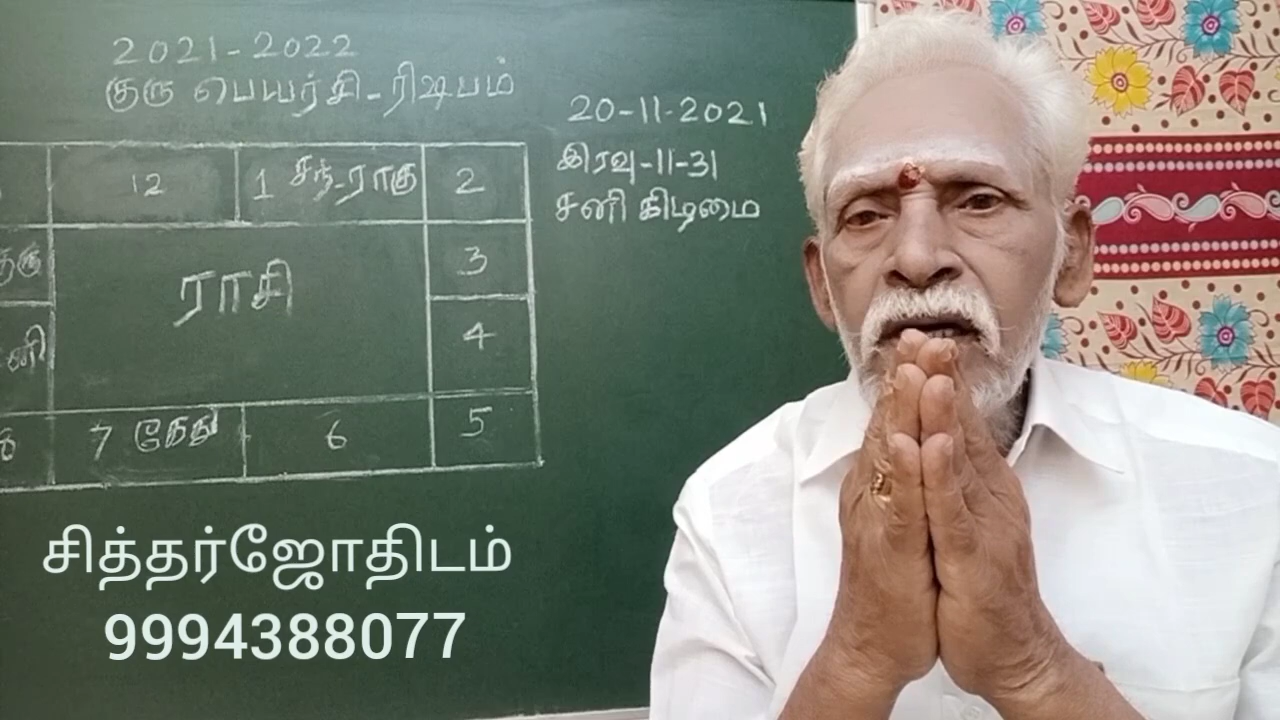 2021-2022
குரு பெயர்சி-ரிஷபம்
20-11-2021
இரவு-11-31
சனி கிழமை
12
1 சந்-ராகு
2
குரு
ராசி
3
னி
4
8
7 கேது
6
5
சித்தர்ஜோதிடம்
9994388077